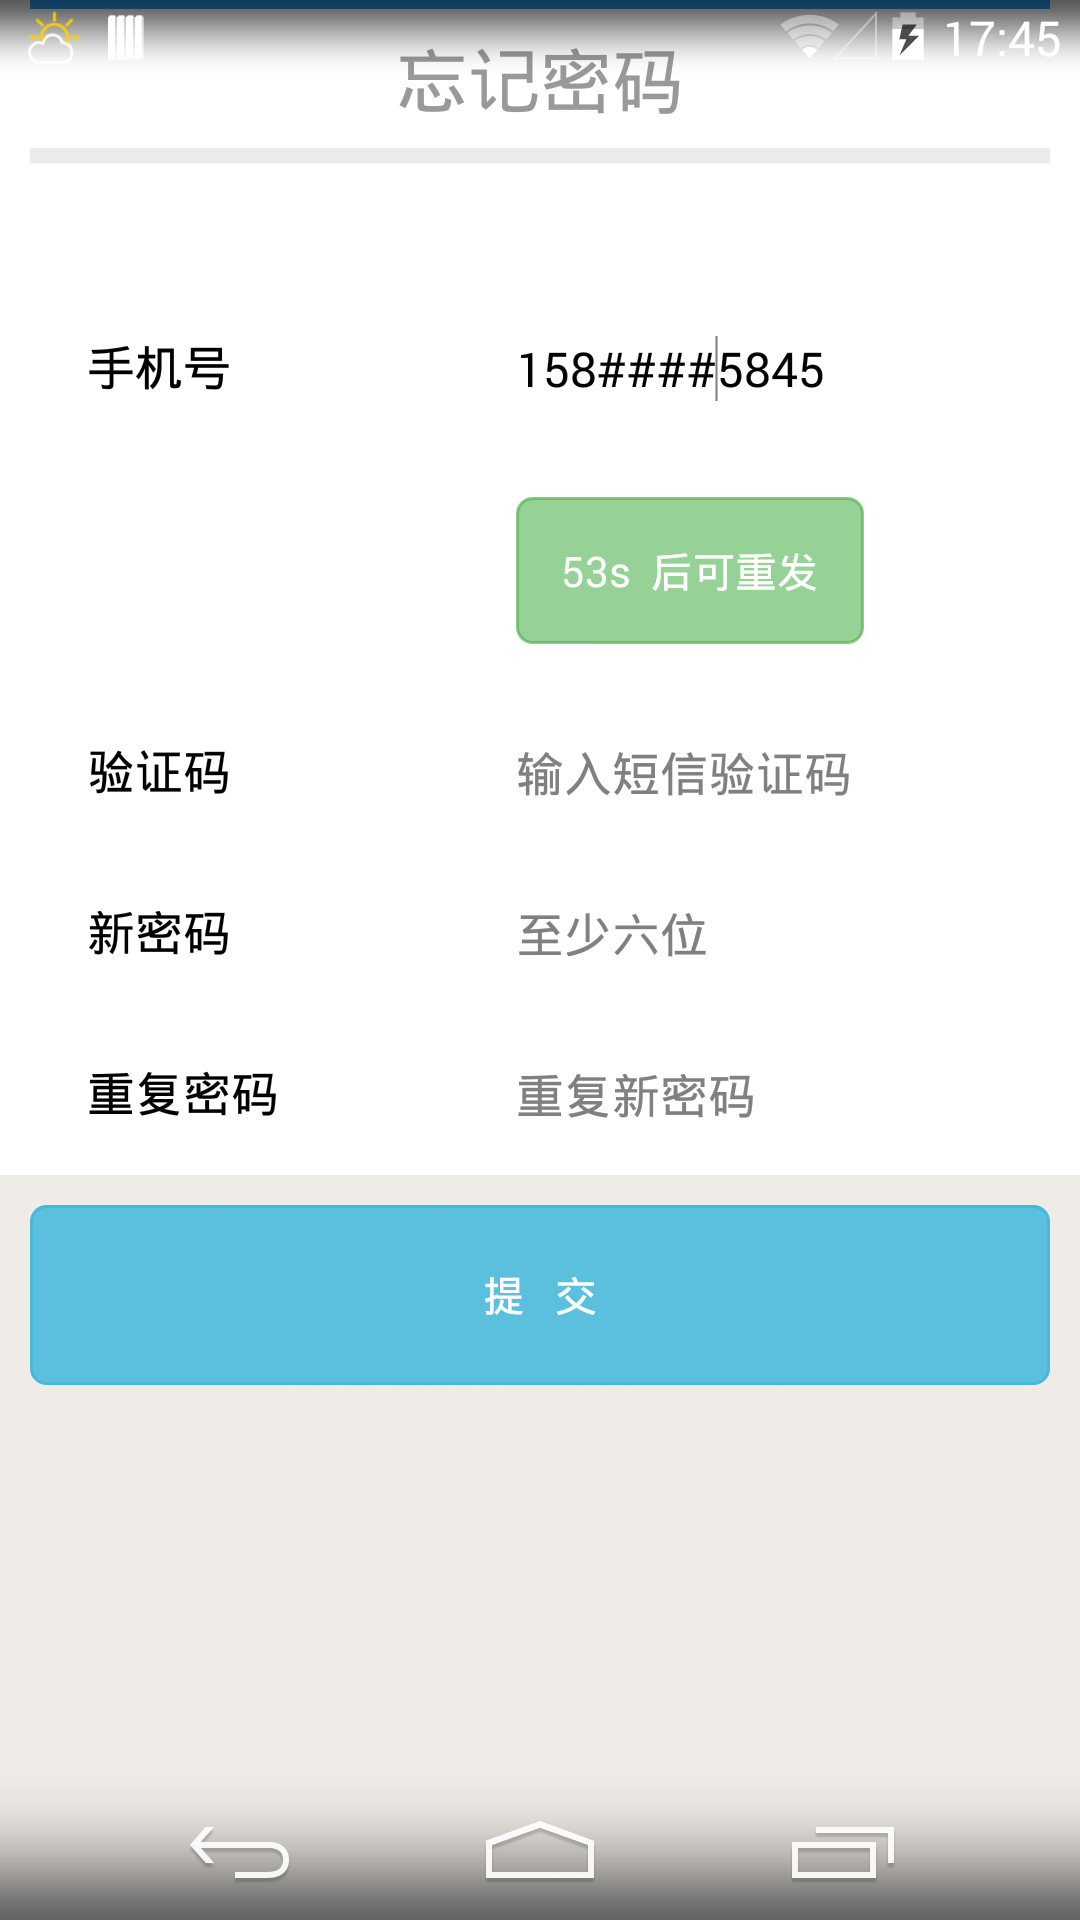 17:45
忘记密码
手机号 158####5845
53s 后可重发
验证码 输入短信验证码
新密码 至少六位
重复密码 重复新密码
提 交